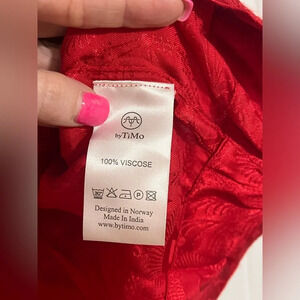 byTiMo
100% VISCOSE
Designed in Norway
Made In India
www.bytimo.com